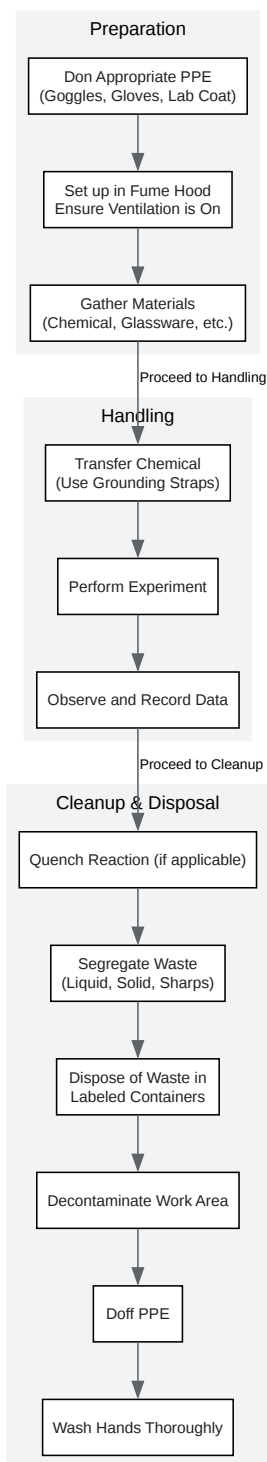 Preparation
Don Appropriate PPE
(Goggles, Gloves, Lab Coat)
Set up in Fume Hood
Ensure Ventilation is On
Gather Materials
(Chemical, Glassware, etc.)
Proceed to Handling
Handling
Transfer Chemical
(Use Grounding Straps)
Perform Experiment
Observe and Record Data
Proceed to Cleanup
Cleanup & Disposal
Quench Reaction (if applicable)
Segregate Waste
(Liquid, Solid, Sharps)
Dispose of Waste in
Labeled Containers
Decontaminate Work Area
Doff PPE
Wash Hands Thoroughly